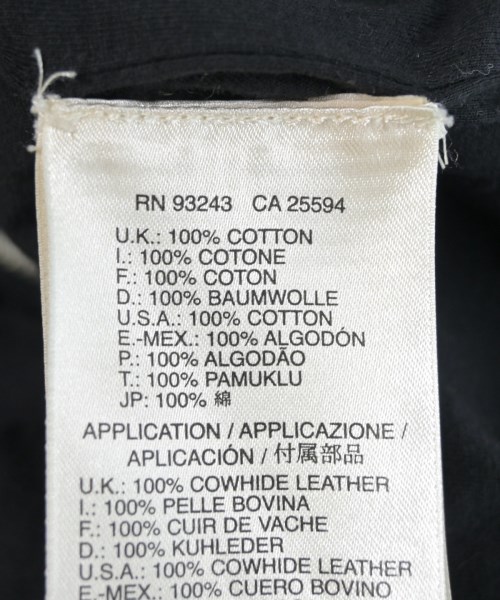 RN 93243 CA 25594
U.K.: 100% COTTON
I.: 100% COTONE
F.: 100% COTON
D.: 100% BAUMWOLLE
U.S.A.: 100% COTTON
E.-MEX.: 100% ALGODÓN
P.: 100% ALGODÃO
T.: 100% PAMUKLU
JP: 100% 綿
APPLICATION / APPLICAZIONE /
APLICACIÓN / 付属部品
U.K.: 100% COWHIDE LEATHER
I.: 100% PELLE BOVINA
F.: 100% CUIR DE VACHE
D.: 100% KUHLEDER
U.S.A.: 100% COWHIDE LEATHER
E.-MEX.: 100% CUERO BOVINO